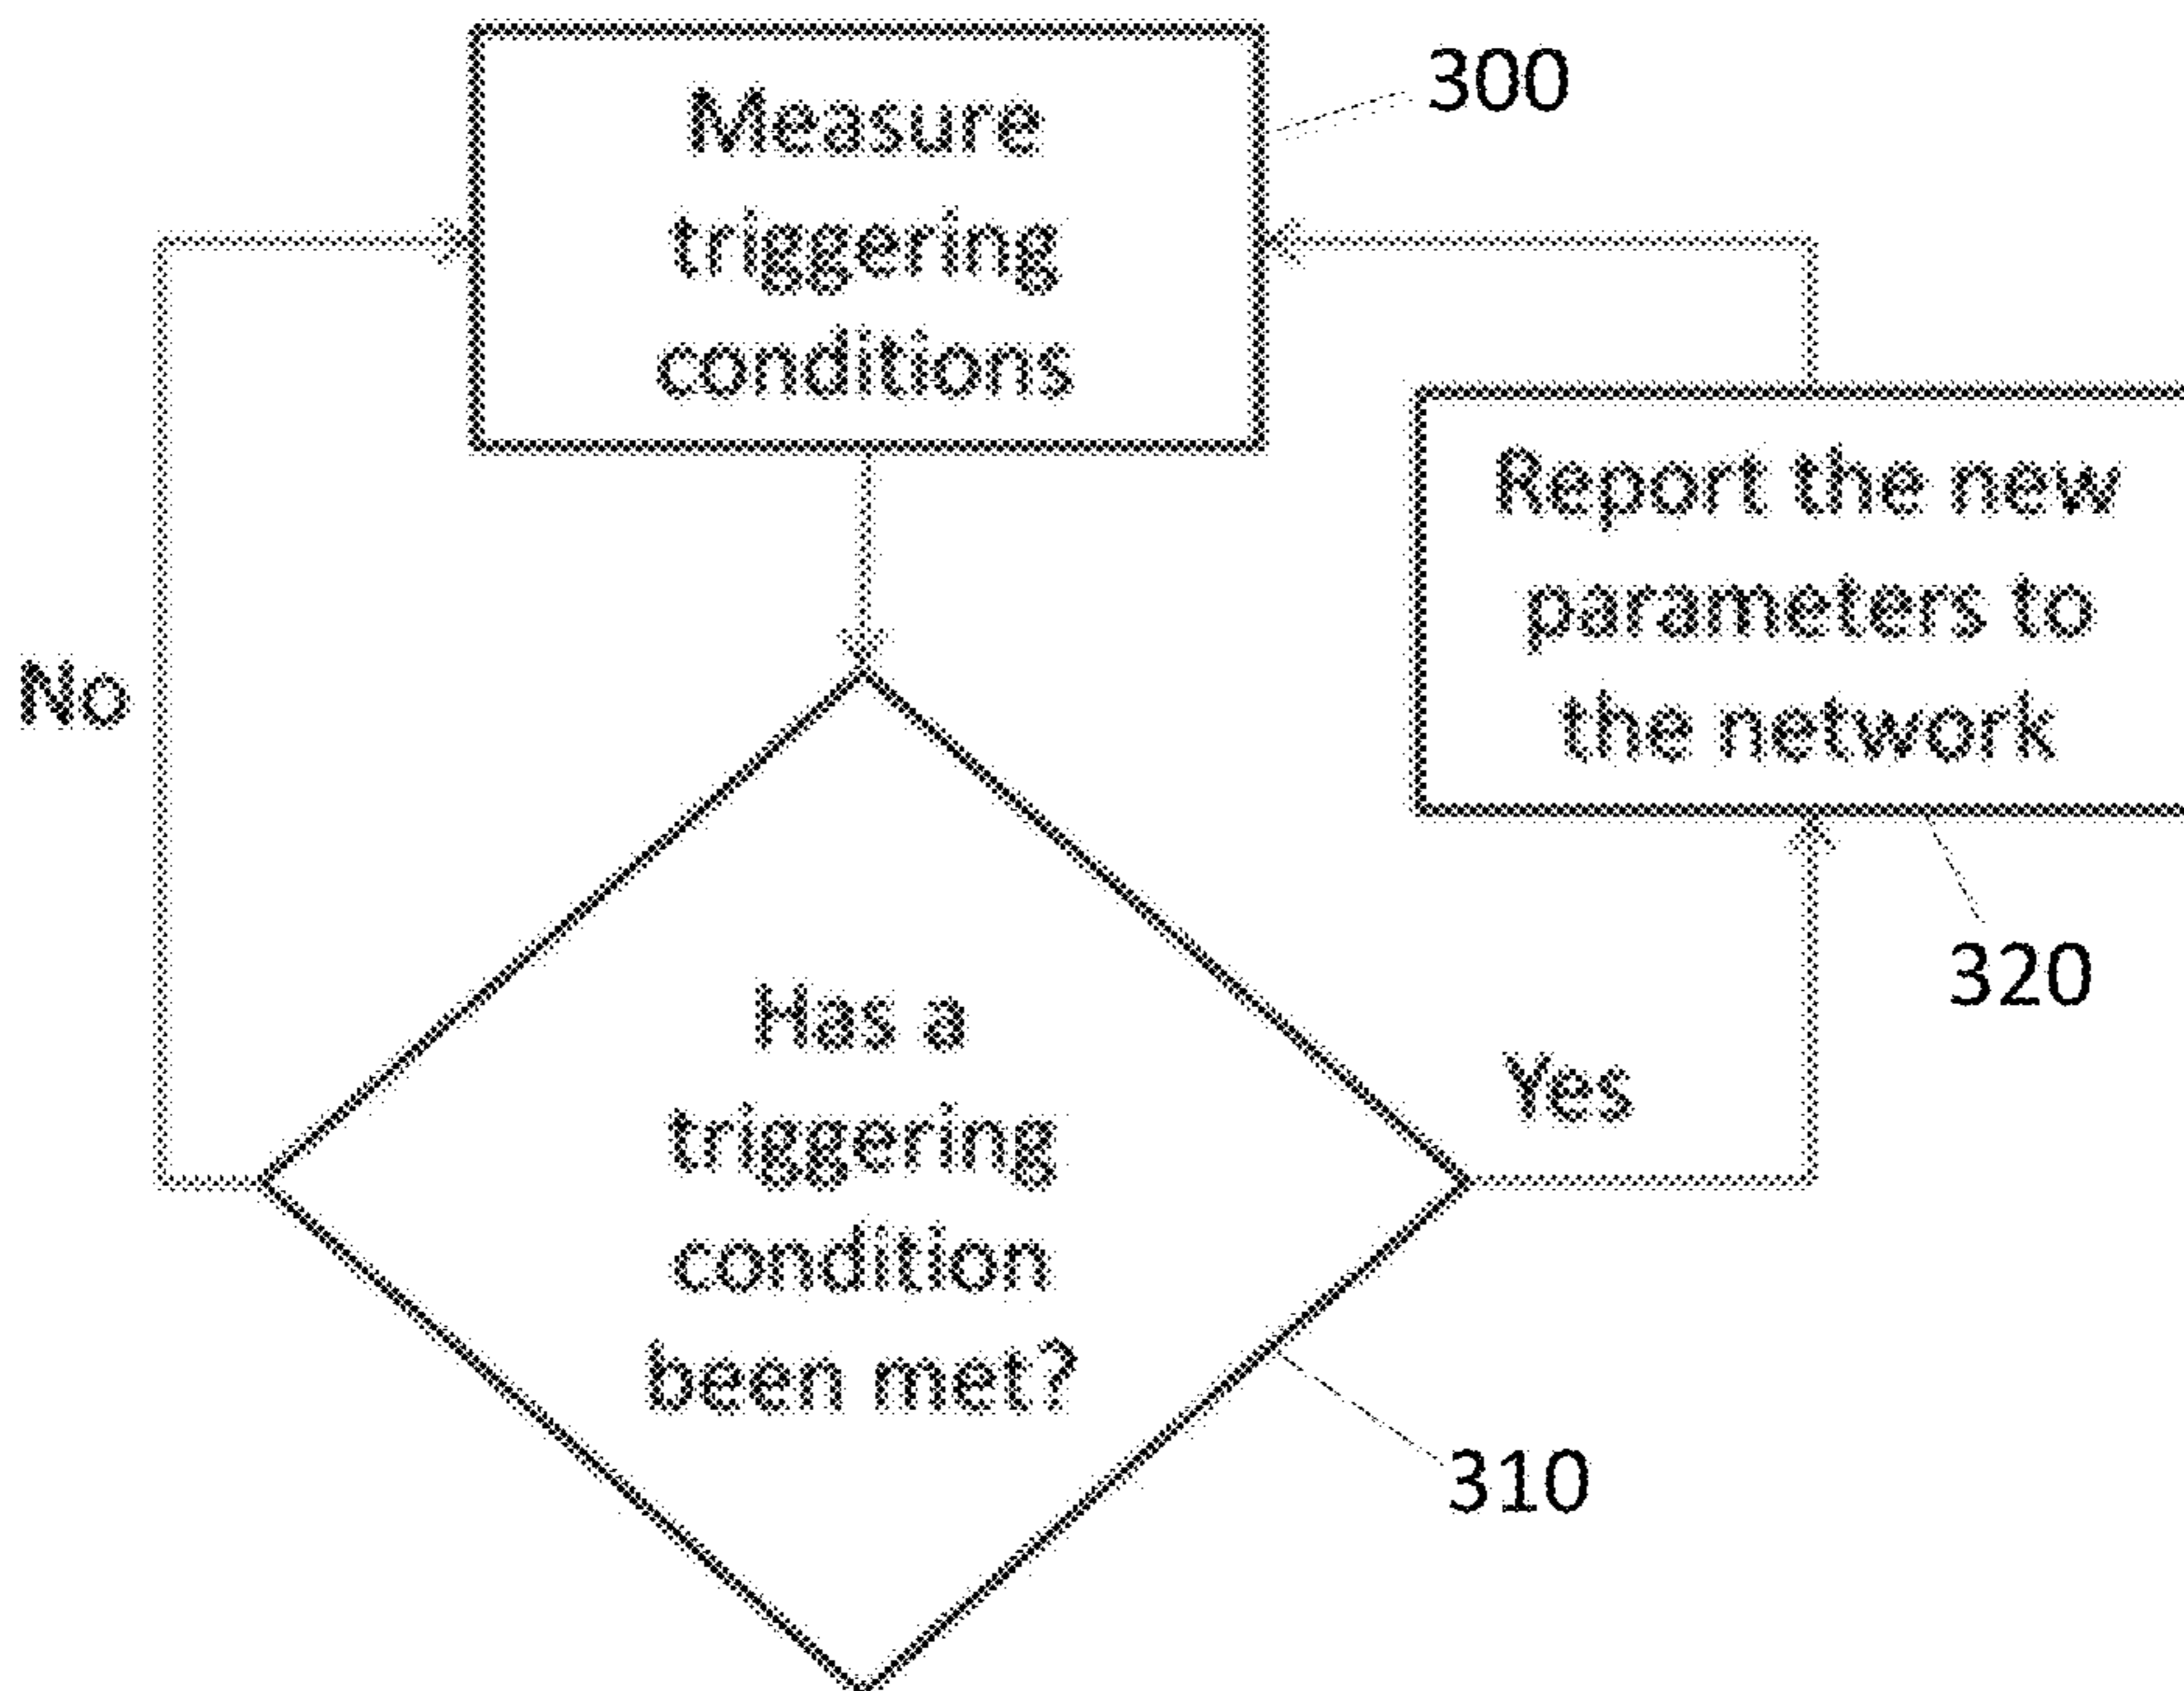 Measure
triggering
conditions
300
Report the new
parameters to
the network
320
No
Has a
triggering
condition
been met?
Yes
310